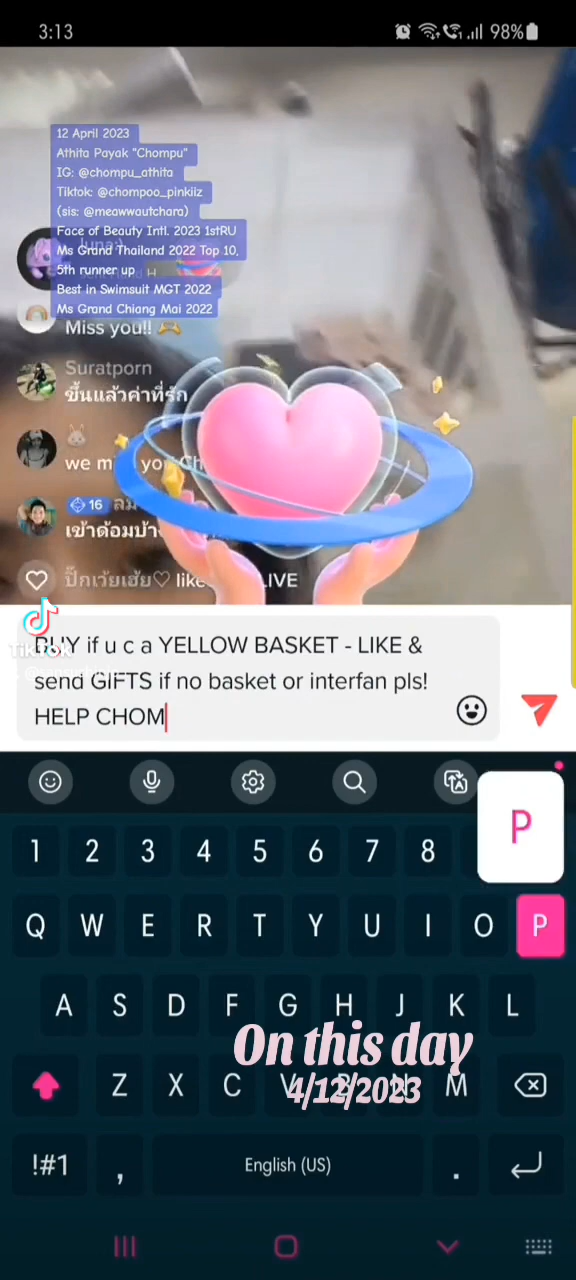 3:13
98%
12 April 2023
Athita Payak "Chompu"
IG: @chompu_athita
Tiktok: @chompoo_pinkiiz
(sis: @meawwautchara)
Face of Beauty Intl. 2023 1stRU
Ms Grand Thailand 2022 Top 10,
5th runner up
Best in Swimsuit MGT 2022
Ms Grand Chiang Mai 2022
Miss you!!
Suratporn
ขึ้นแล้วค่าที่รัก
we m
16
เข้าด้อมบ้าง
ปิ๊กเว้ยเฮ้ย♡ like
LIVE
BUY if u c a YELLOW BASKET - LIKE &
send GIFTS if no basket or interfan pls!
HELP CHOM
TikTok
P
1 2 3 4 5 6 7 8
Q W E R T Y U I O P
A S D F G H J K L
On this day
4/12/2023
Z X C V B N M
!#1 , English (US) .